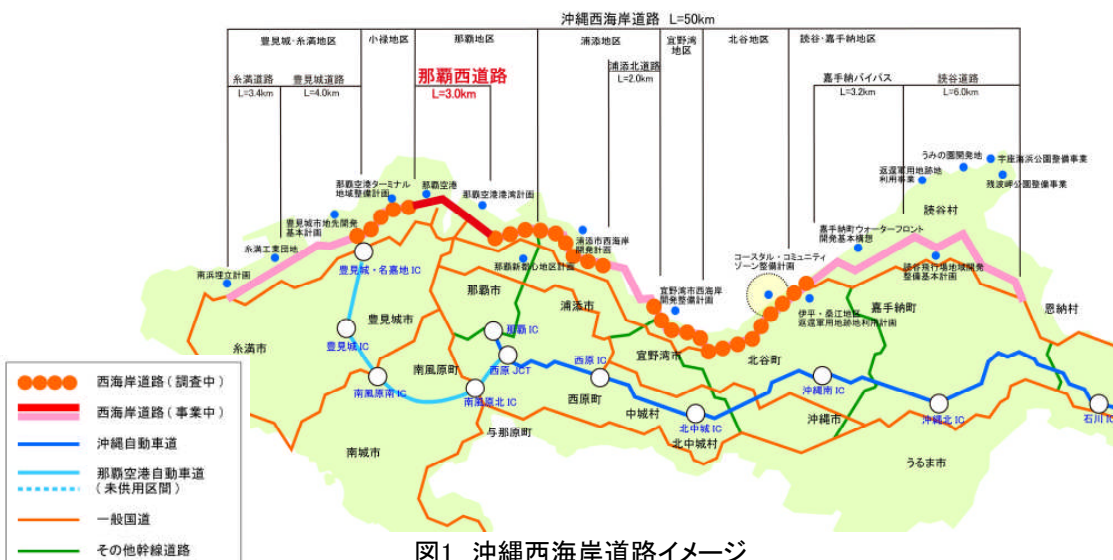 沖縄西海岸道路 L=50km
豊見城・糸満地区
小禄地区
那覇地区
浦添地区
宜野湾
地区
北谷地区
読谷・嘉手納地区
糸満道路
L=3.4km
豊見城道路
L=4.0km
那覇西道路
L=3.0km
浦添北道路
L=2.0km
嘉手納バイパス
L=3.2km
読谷道路
L=6.0km
うみの園開発地
宇座海浜公園整備事業
返還軍用地跡地
利用事業
残波岬公園整備事業
読谷村
那覇空港ターミナル
地域整備計画
那覇空港
那覇空港港湾計画
豊見城市地先開発
基本計画
糸満工業団地
南浜埋立計画
浦添市西海岸
開発計画
那覇新都心地区計画
嘉手納町ウォーターフロント
開発基本構想
コースタル・コミュニティ
ゾーン整備計画
読谷飛行場地域開発
整備基本計画
宜野湾市西海岸
開発整備計画
伊平・桑江地区
返還軍用地跡地利用計画
豊見城・名嘉地 IC
那覇市
浦添市
嘉手納町
恩納村
豊見城市
豊見城 IC
那覇 IC
糸満市
南風原町
西原 JCT
西原 IC
宜野湾市
北谷町
南風原南 IC
南風原北 IC
西原町
中城村
沖縄南 IC
沖縄北 IC
石川 IC
与那原町
北中城 IC
北中城村
沖縄市
南城市
うるま市
西海岸道路(調査中)
西海岸道路(事業中)
沖縄自動車道
那覇空港自動車道
(未供用区間)
一般国道
その他幹線道路
図1 沖縄西海岸道路イメージ